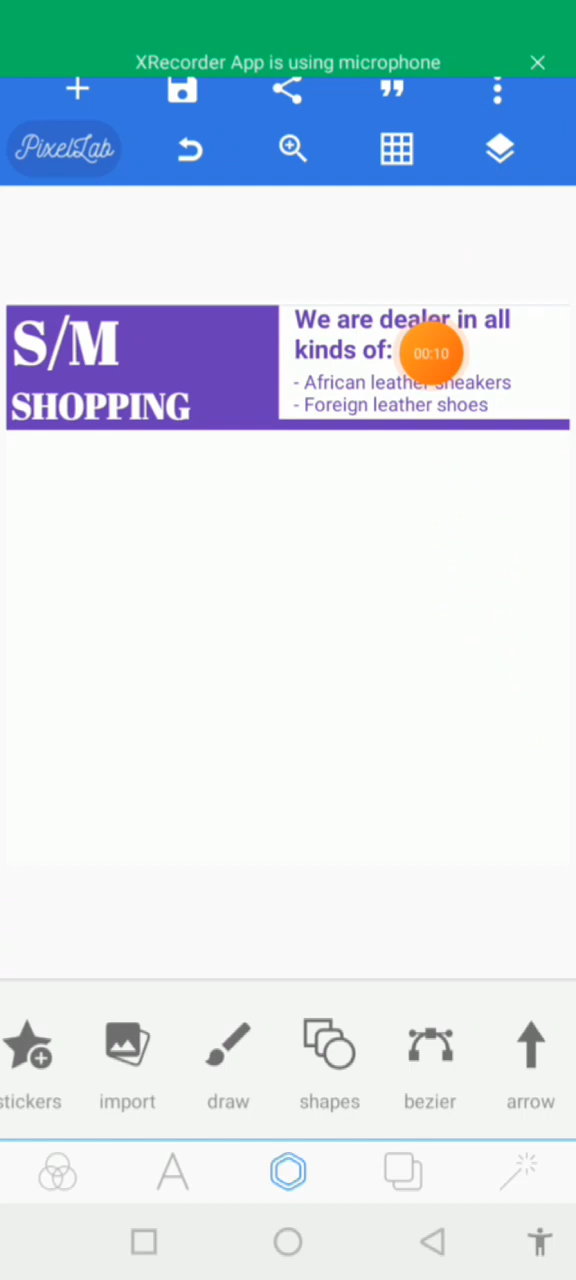 XRecorder App is using microphone
PixelLab
S/M
SHOPPING
We are dealer in all
kinds of:
00:10
- African leather sneakers
- Foreign leather shoes
stickers
import
draw
shapes
bezier
arrow